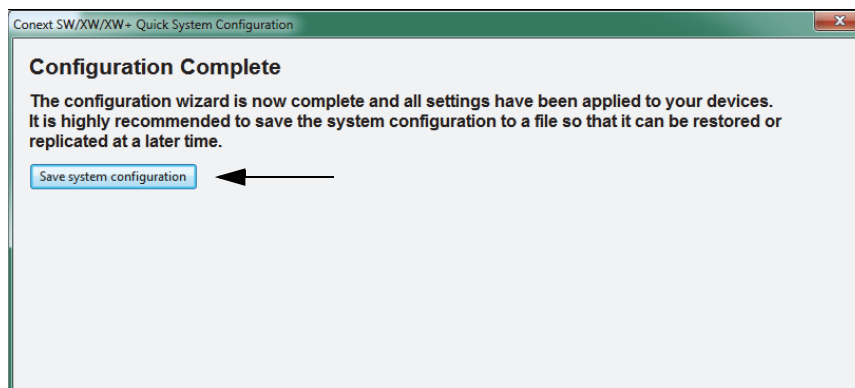 Conext SW/XW/XW+ Quick System Configuration
Configuration Complete
The configuration wizard is now complete and all settings have been applied to your devices.
It is highly recommended to save the system configuration to a file so that it can be restored or
replicated at a later time.
Save system configuration